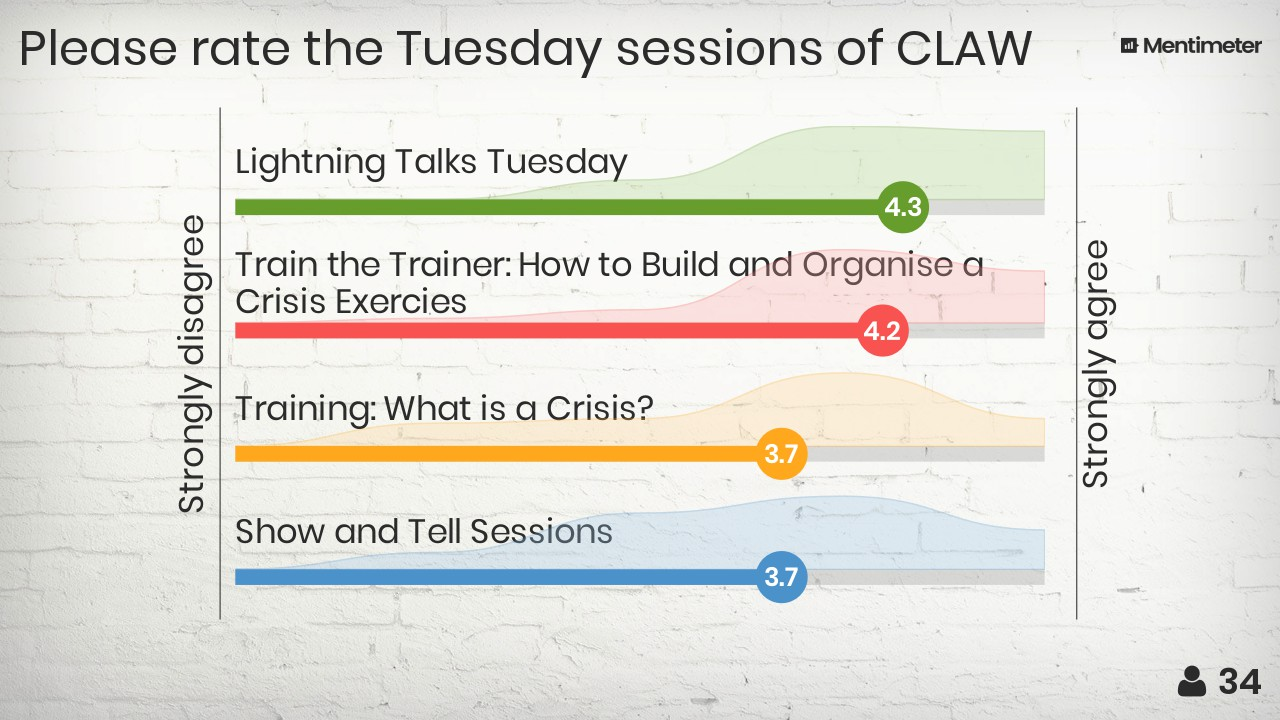 Please rate the Tuesday sessions of CLAW
Mentimeter
Strongly disagree
Lightning Talks Tuesday
4.3
Train the Trainer: How to Build and Organise a
Crisis Exercies
4.2
Training: What is a Crisis?
3.7
Show and Tell Sessions
3.7
Strongly agree
34